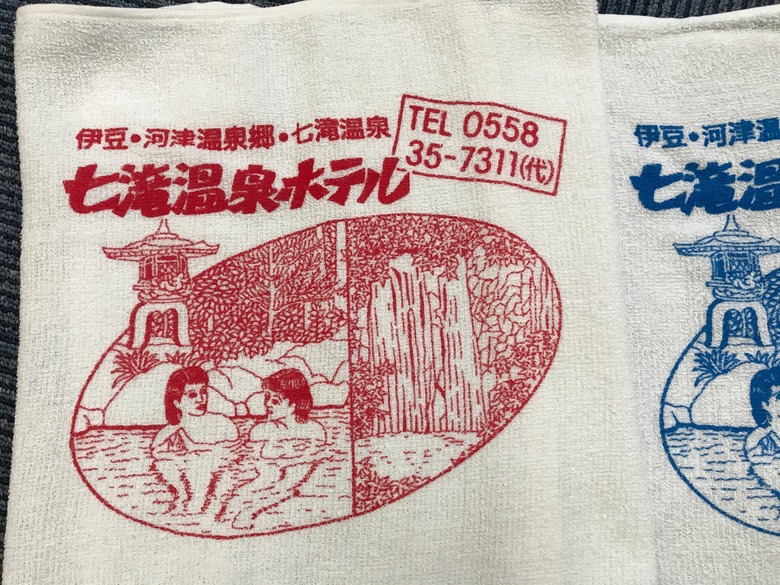 伊豆・河津温泉郷・七滝温泉
七滝温泉ホテル
TEL 0558
35-7311(代)
伊豆・河津温
七滝温